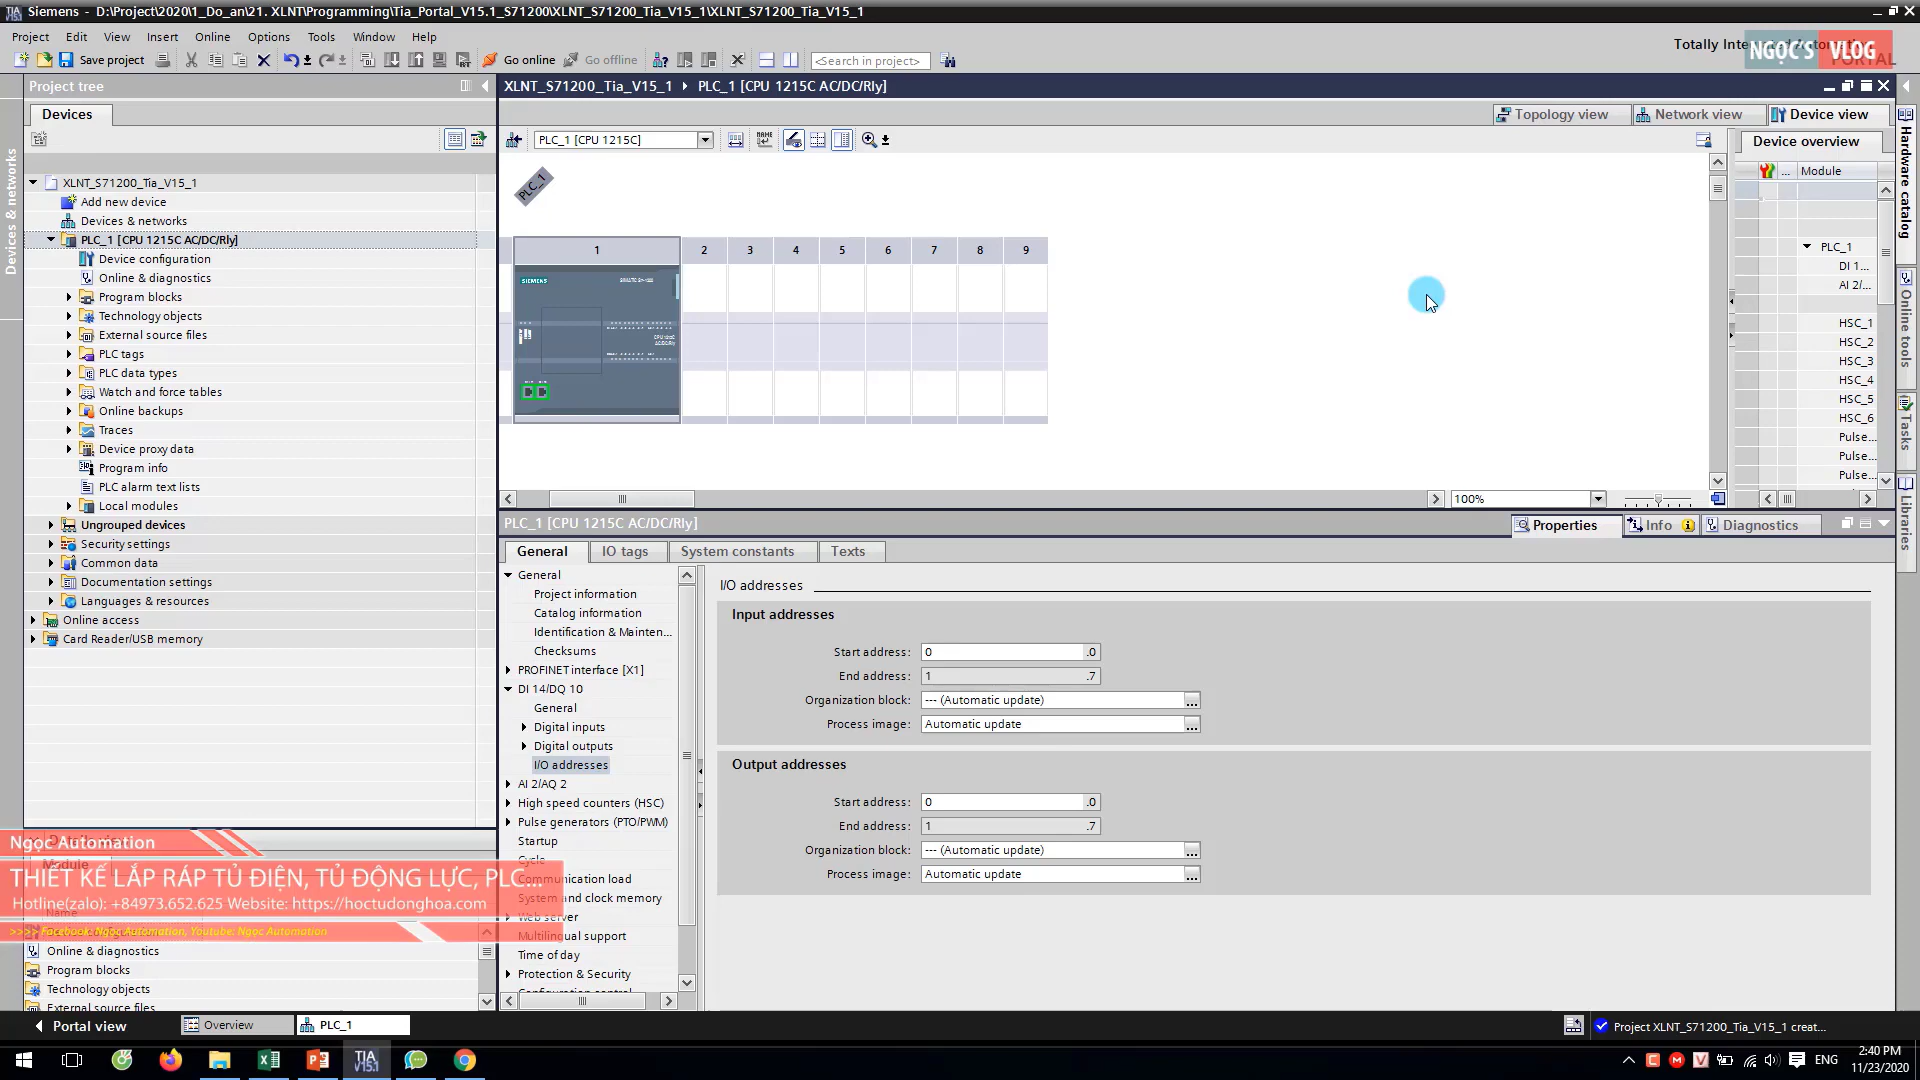 Siemens - D:\Project\2020\1_Do_an\21. XLNT\Programming\Tia_Portal_V15.1_S71200\XLNT_S71200_Tia_V15_1\XLNT_S71200_Tia_V15_1
Project Edit View Insert Online Options Tools Window Help
Save project
Go online
Go offline
<Search in project>
NGỌC'S VLOG
Project tree
Devices
XLNT_S71200_Tia_V15_1
Add new device
Devices & networks
PLC_1 [CPU 1215C AC/DC/Rly]
Device configuration
Online & diagnostics
Program blocks
Technology objects
External source files
PLC tags
PLC data types
Watch and force tables
Online backups
Traces
Device proxy data
Program info
PLC alarm text lists
Local modules
Ungrouped devices
Security settings
Common data
Documentation settings
Languages & resources
Online access
Card Reader/USB memory
Devices & networks
XLNT_S71200_Tia_V15_1 PLC_1 [CPU 1215C AC/DC/Rly]
Topology view
Network view
Device view
PLC_1 [CPU 1215C]
PLC_1
1 2 3 4 5 6 7 8 9
SIEMENS
100%
Device overview
... Module
PLC_1
DI 1...
AI 2/...
HSC_1
HSC_2
HSC_3
HSC_4
HSC_5
HSC_6
Pulse...
Pulse...
Pulse...
Hardware catalog
Online tools
Tasks
Libraries
PLC_1 [CPU 1215C AC/DC/Rly]
Properties
Info
Diagnostics
General
IO tags
System constants
Texts
General
Project information
Catalog information
Identification & Mainten...
Checksums
PROFINET interface [X1]
DI 14/DQ 10
General
Digital inputs
Digital outputs
I/O addresses
AI 2/AQ 2
High speed counters (HSC)
Pulse generators (PTO/PWM)
Startup
Cycle
Communication load
System and clock memory
Web server
Multilingual support
Time of day
Protection & Security
I/O addresses
Input addresses
Start address: 0 .0
End address: 1 .7
Organization block: --- (Automatic update)
Process image: Automatic update
Output addresses
Start address: 0 .0
End address: 1 .7
Organization block: --- (Automatic update)
Process image: Automatic update
Ngọc Automation
Module
THIẾT KẾ LẮP RÁP TỦ ĐIỆN, TỦ ĐỘNG LỰC, PLC...
Hotline(zalo): +84973.652.625 Website: https://hoctudonghoa.com
Name
>>>> Facebook: Ngọc Automation, Youtube: Ngọc Automation
Online & diagnostics
Program blocks
Technology objects
External source files
Portal view
Overview
PLC_1
Project XLNT_S71200_Tia_V15_1 creat...
TIA V15.1
ENG
2:40 PM
11/23/2020